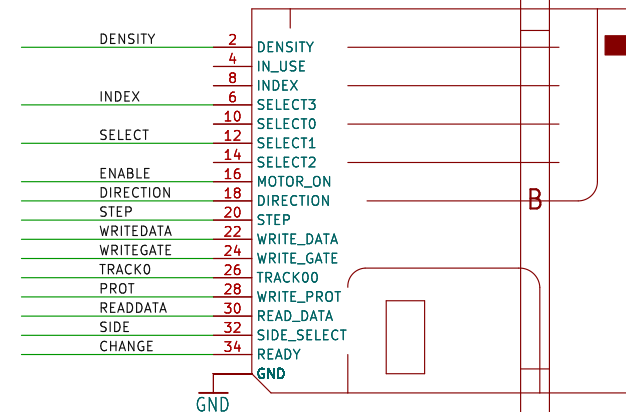 DENSITY 2 DENSITY
4 IN_USE
8 INDEX
INDEX 6 SELECT3
10 SELECT0
SELECT 12 SELECT1
14 SELECT2
ENABLE 16 MOTOR_ON
DIRECTION 18 DIRECTION B
STEP 20 STEP
WRITEDATA 22 WRITE_DATA
WRITEGATE 24 WRITE_GATE
TRACK0 26 TRACK00
PROT 28 WRITE_PROT
READDATA 30 READ_DATA
SIDE 32 SIDE_SELECT
CHANGE 34 READY
GND
GND